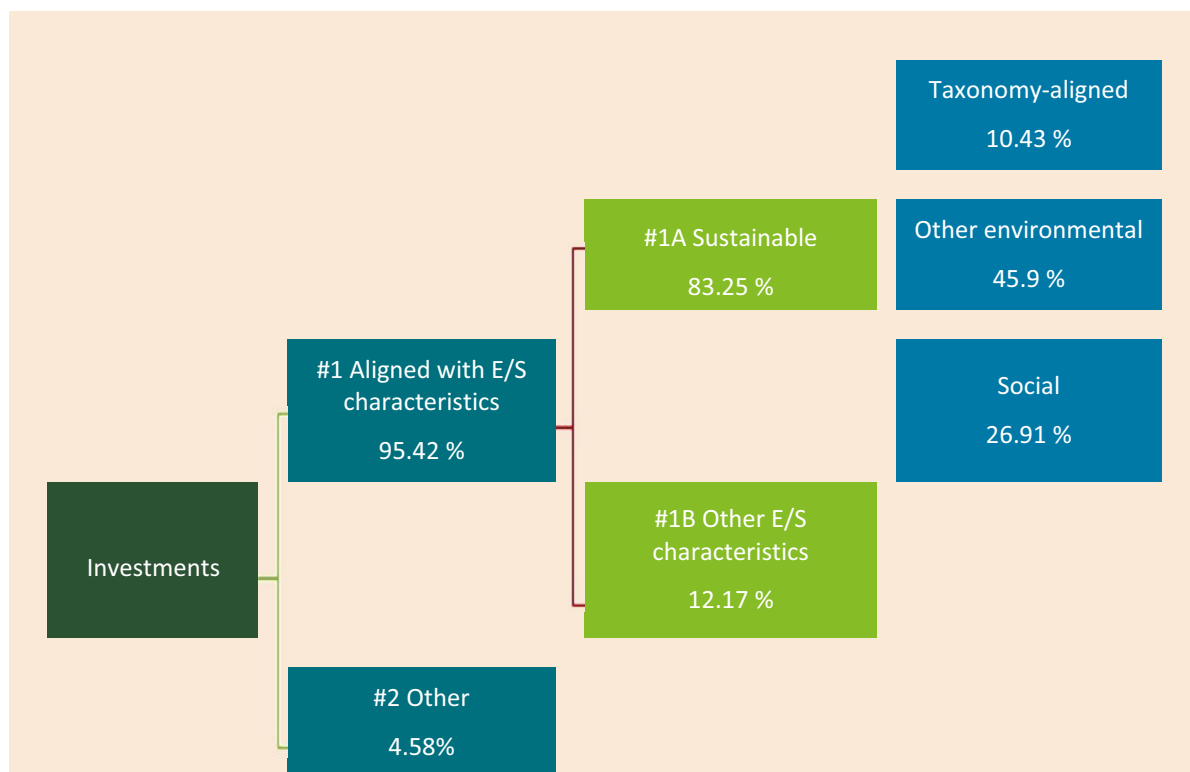 Investments
#1 Aligned with E/S
characteristics
95.42 %
#2 Other
4.58%
#1A Sustainable
83.25 %
#1B Other E/S
characteristics
12.17 %
Taxonomy-aligned
10.43 %
Other environmental
45.9 %
Social
26.91 %